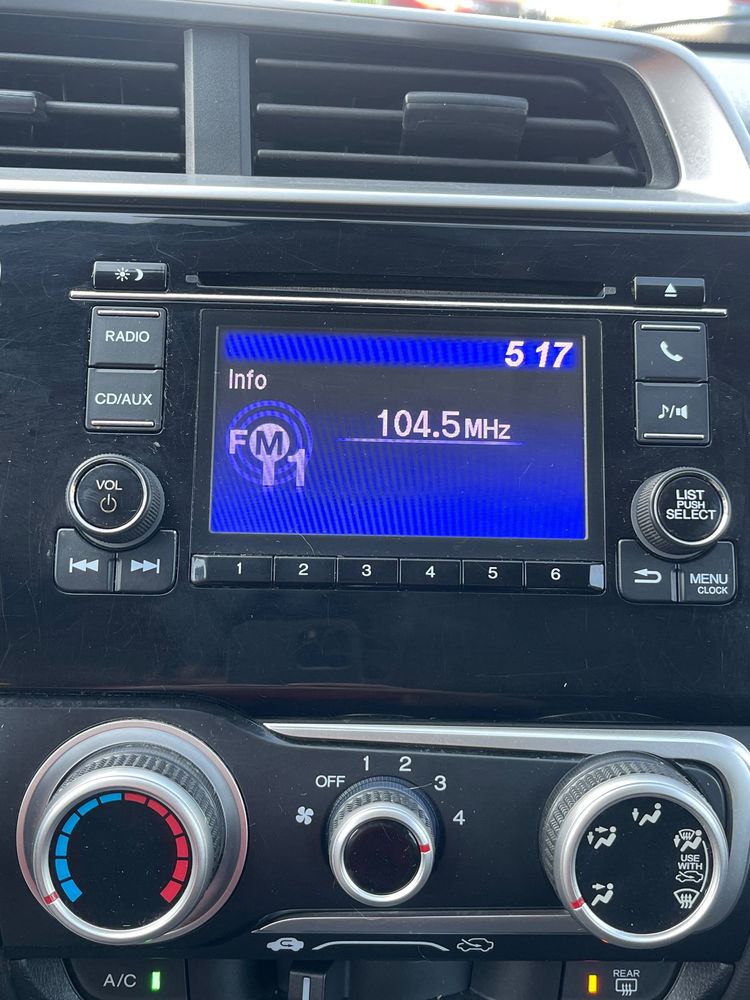 RADIO
CD/AUX
VOL
5 17
Info
FM 1
104.5 MHz
LIST
PUSH
SELECT
MENU
CLOCK
1 2 3 4 5 6
OFF 1 2 3 4
USE
WITH
A/C
REAR